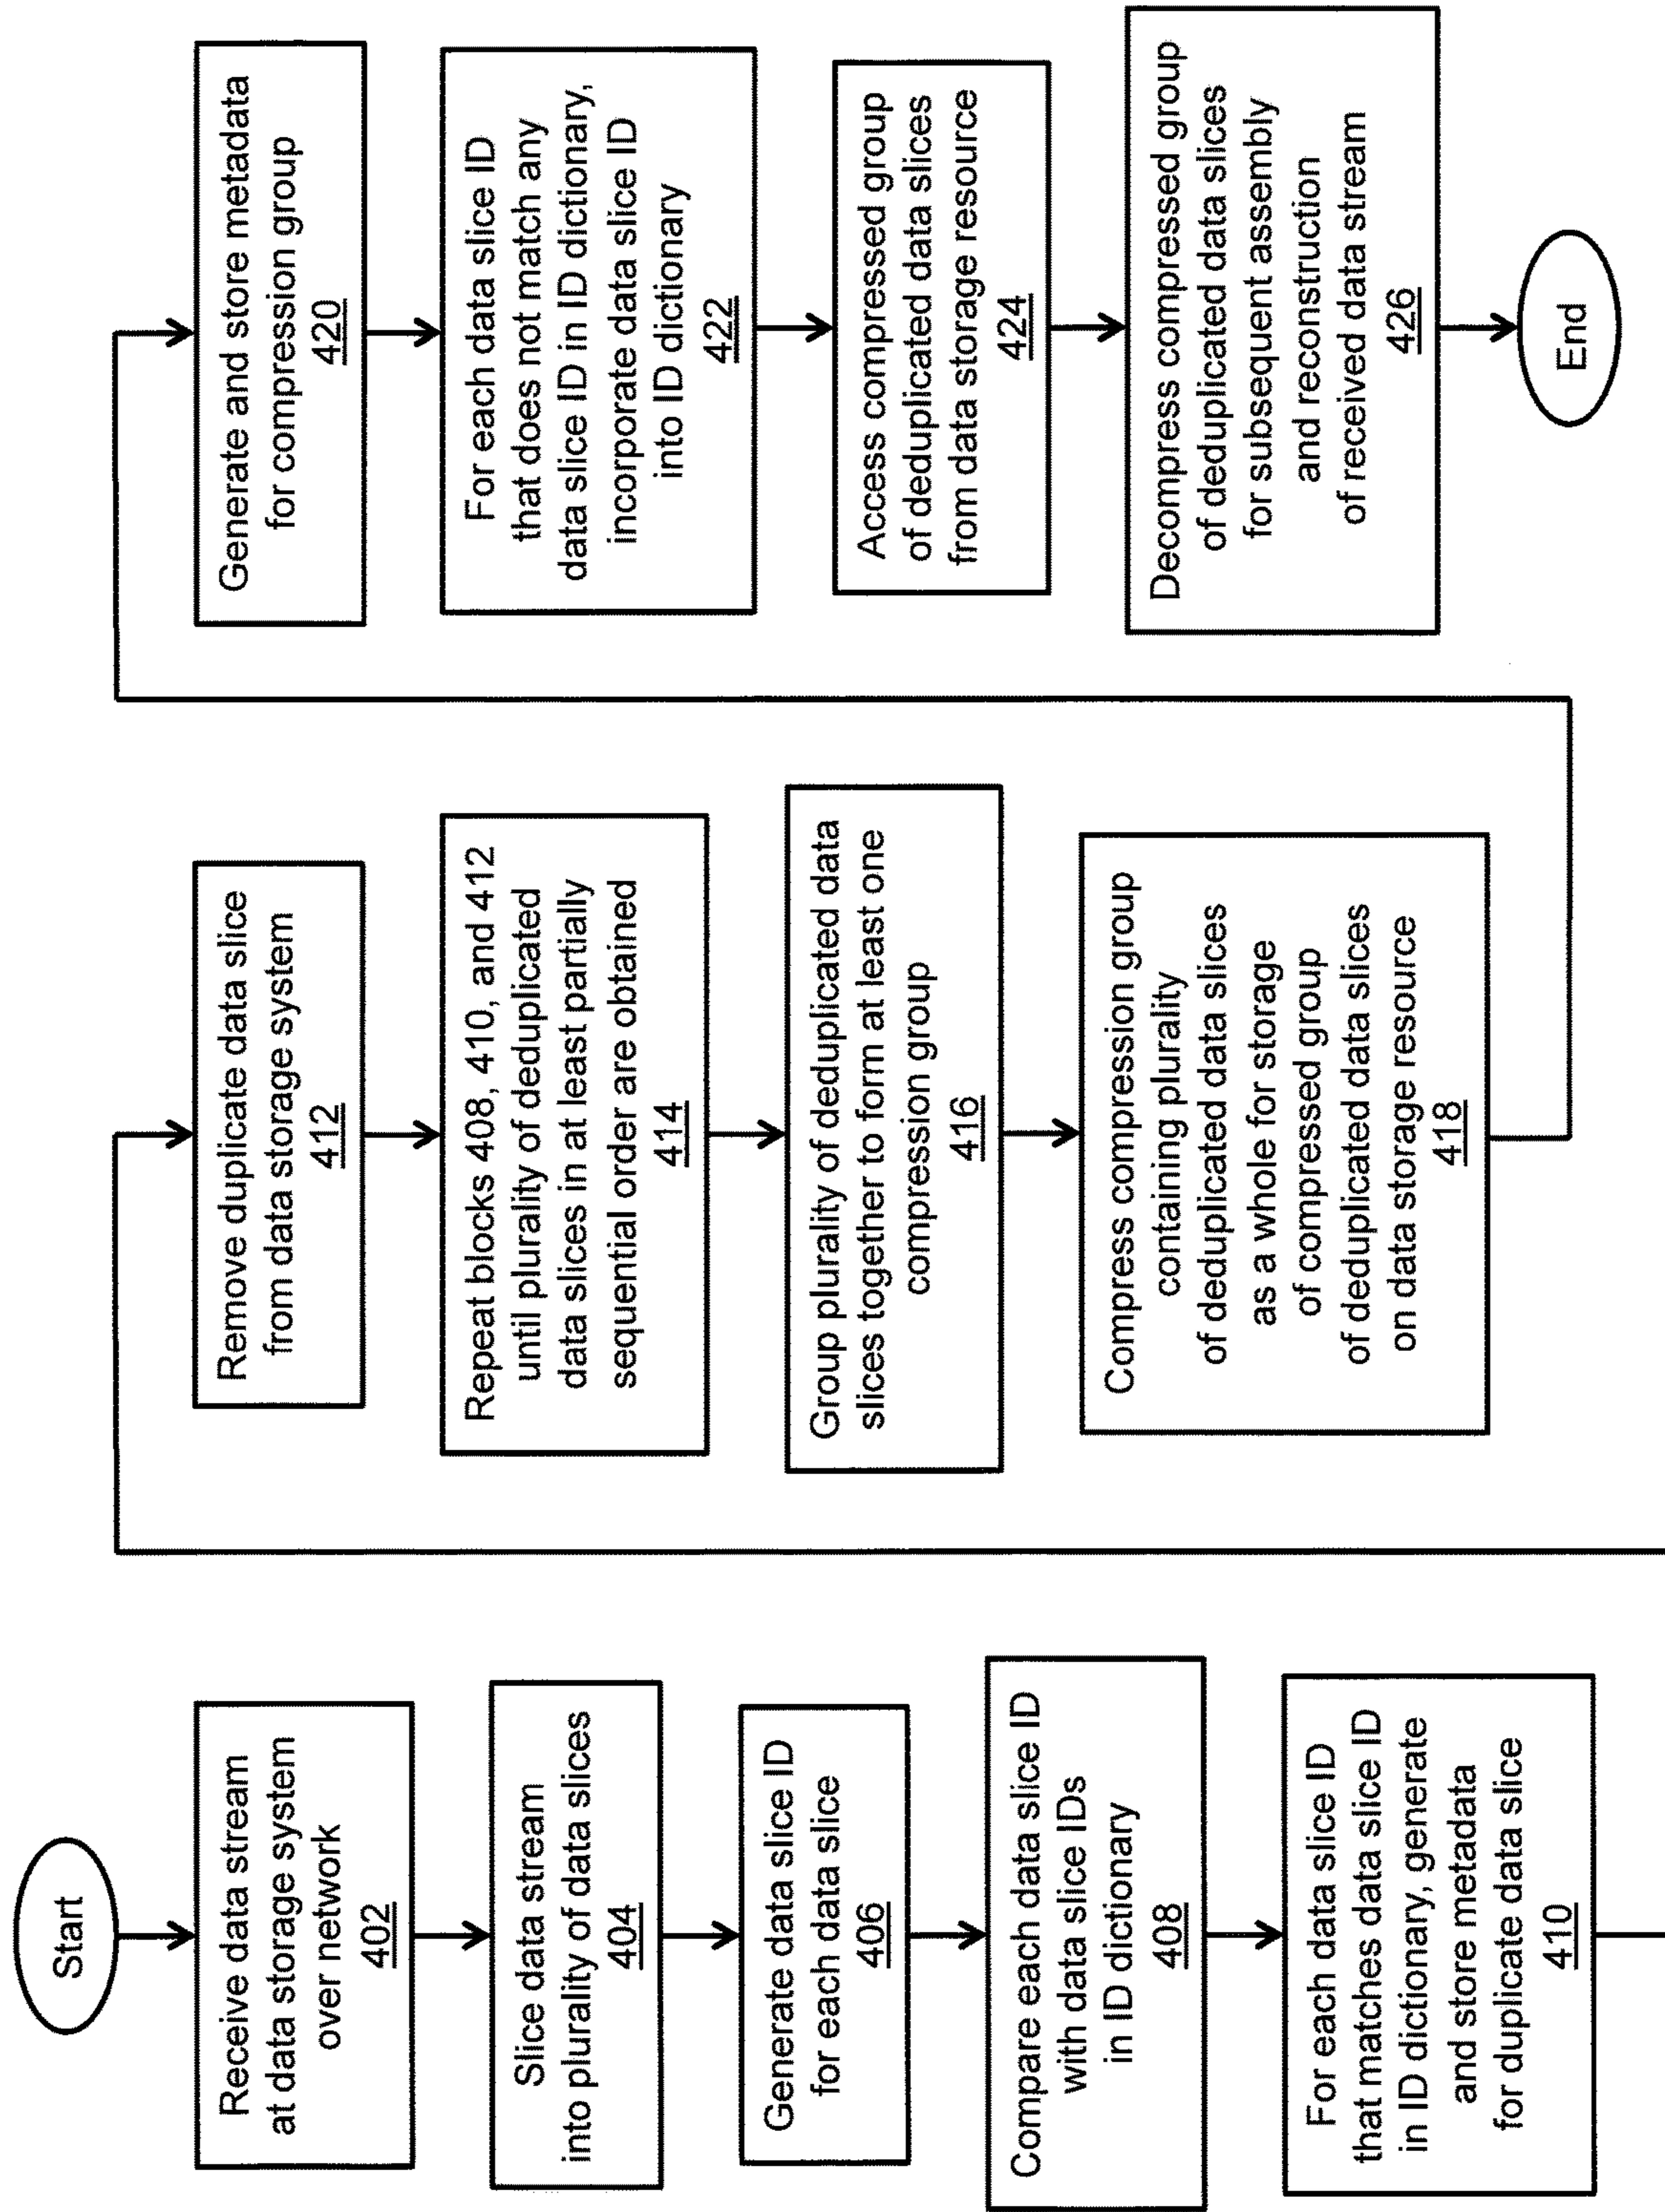 Start
Receive data stream
at data storage system
over network
402
Slice data stream
into plurality of data slices
404
Generate data slice ID
for each data slice
406
Compare each data slice ID
with data slice IDs
in ID dictionary
408
For each data slice ID
that matches data slice ID
in ID dictionary, generate
and store metadata
for duplicate data slice
410
Remove duplicate data slice
from data storage system
412
Repeat blocks 408, 410, and 412
until plurality of deduplicated
data slices in at least partially
sequential order are obtained
414
Group plurality of deduplicated data
slices together to form at least one
compression group
416
Compress compression group
containing plurality
of deduplicated data slices
as a whole for storage
of compressed group
of deduplicated data slices
on data storage resource
418
Generate and store metadata
for compression group
420
For each data slice ID
that does not match any
data slice ID in ID dictionary,
incorporate data slice ID
into ID dictionary
422
Access compressed group
of deduplicated data slices
from data storage resource
424
Decompress compressed group
of deduplicated data slices
for subsequent assembly
and reconstruction
of received data stream
426
End